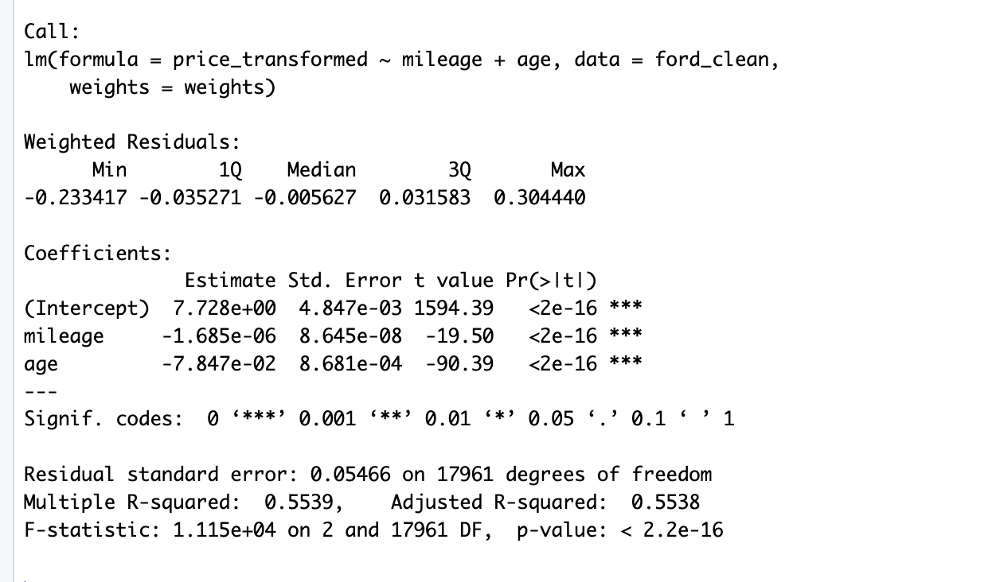 Call:
lm(formula = price_transformed ~ mileage + age, data = ford_clean,
    weights = weights)
Weighted Residuals:
      Min        1Q    Median        3Q       Max
-0.233417 -0.035271 -0.005627  0.031583  0.304440
Coefficients:
              Estimate Std. Error t value Pr(>|t|)
(Intercept)  7.728e+00  4.847e-03 1594.39   <2e-16 ***
mileage     -1.685e-06  8.645e-08  -19.50   <2e-16 ***
age         -7.847e-02  8.681e-04  -90.39   <2e-16 ***
---
Signif. codes:  0 ‘***’ 0.001 ‘**’ 0.01 ‘*’ 0.05 ‘.’ 0.1 ‘ ’ 1
Residual standard error: 0.05466 on 17961 degrees of freedom
Multiple R-squared:  0.5539,    Adjusted R-squared:  0.5538
F-statistic: 1.115e+04 on 2 and 17961 DF,  p-value: < 2.2e-16